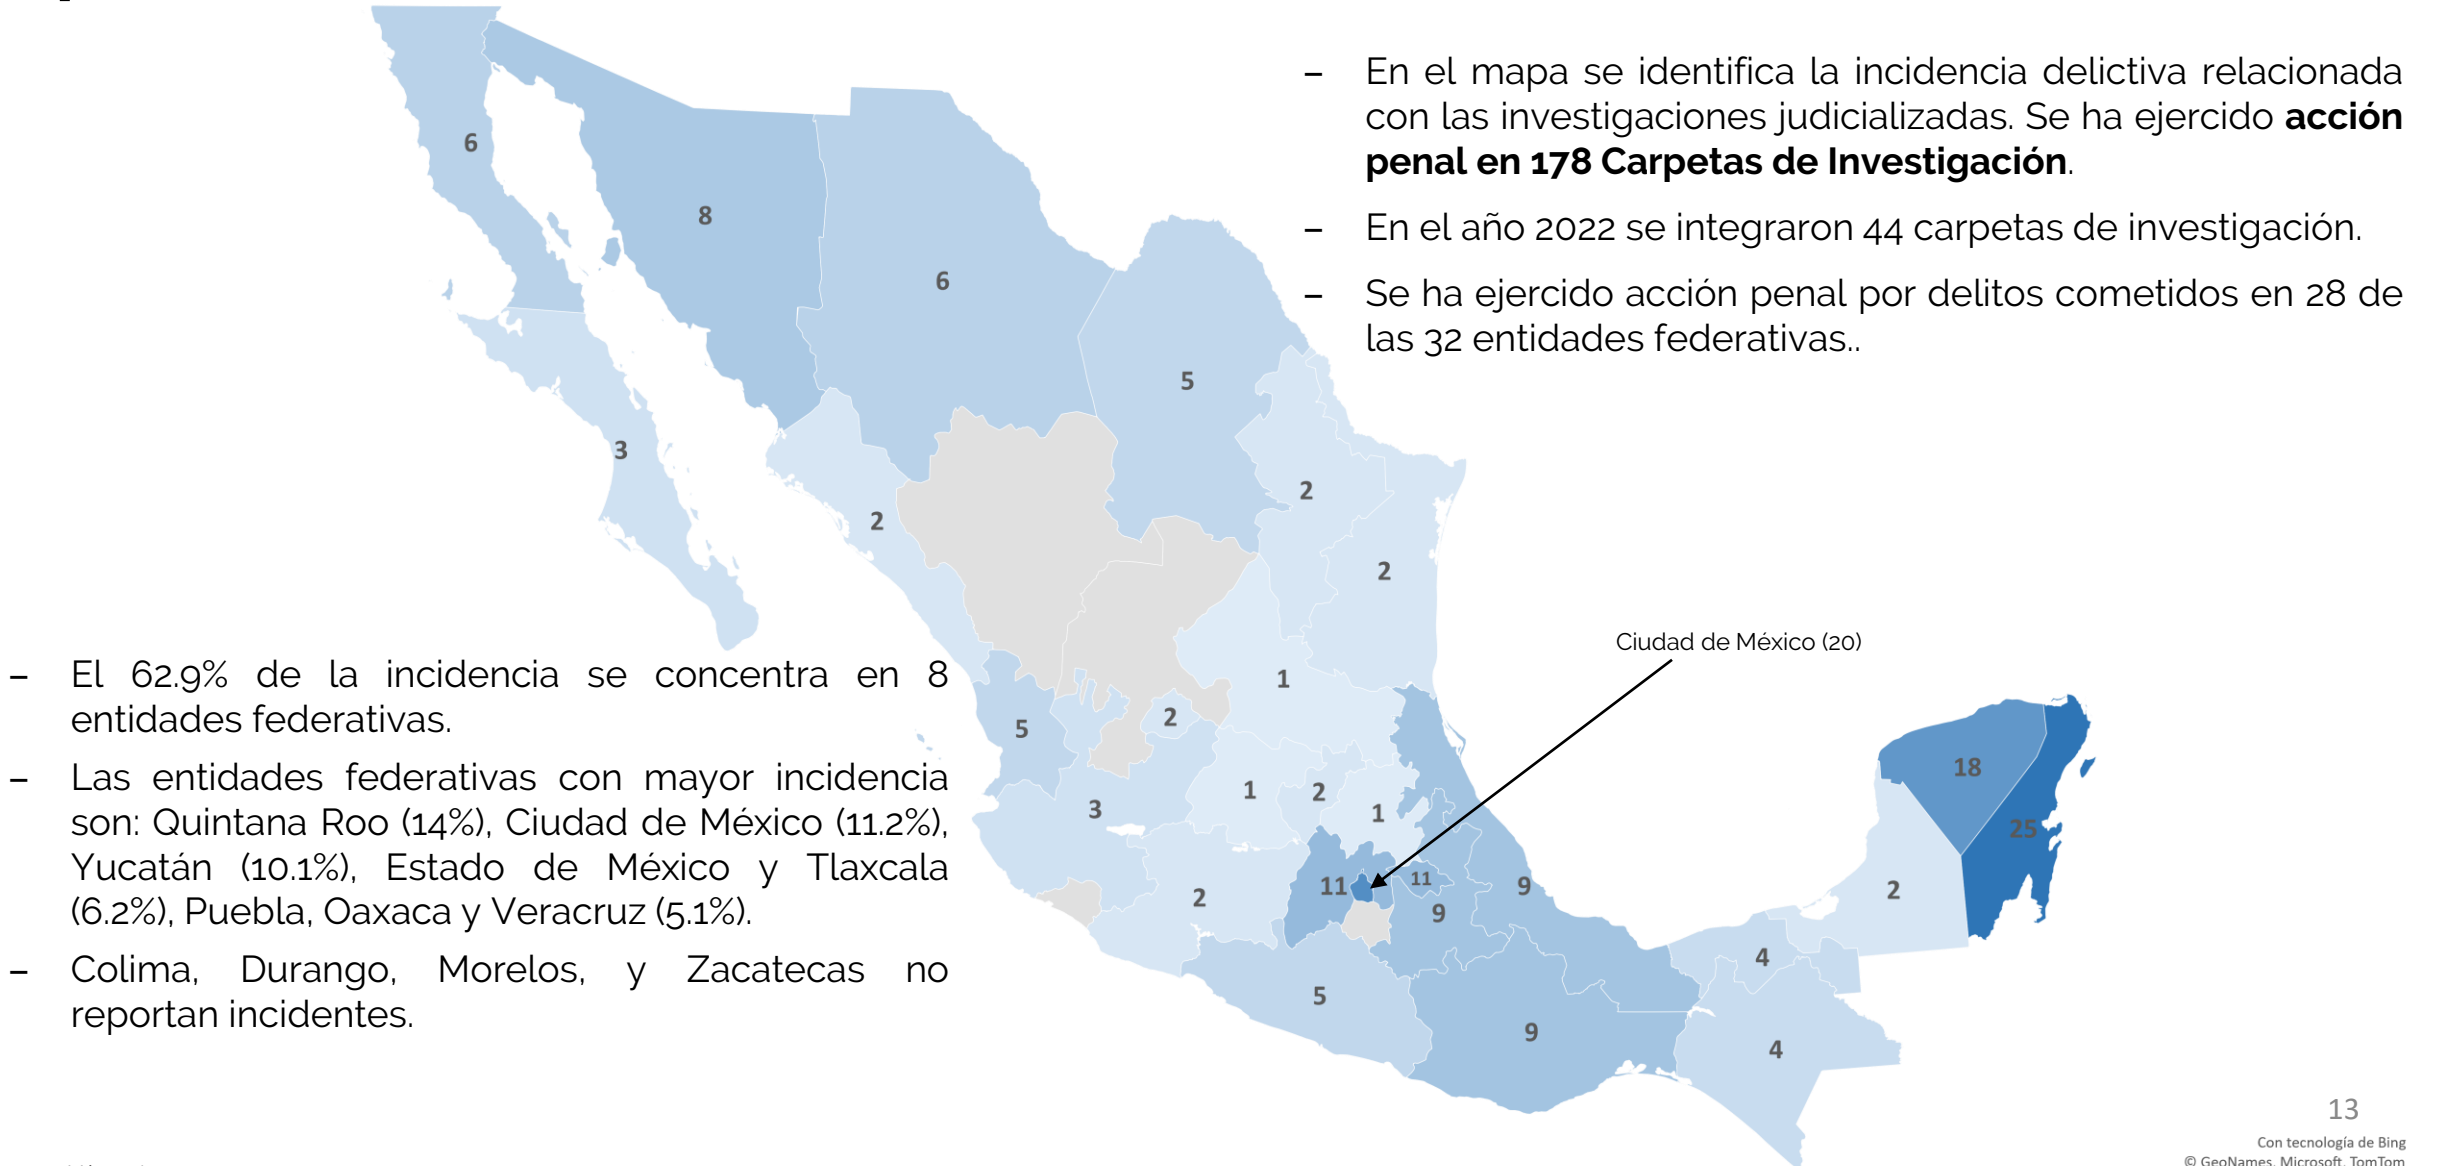 – En el mapa se identifica la incidencia delictiva relacionada
con las investigaciones judicializadas. Se ha ejercido acción
penal en 178 Carpetas de Investigación.
– En el año 2022 se integraron 44 carpetas de investigación.
– Se ha ejercido acción penal por delitos cometidos en 28 de
las 32 entidades federativas..
6
8
6
5
3
2
2
2
Ciudad de México (20)
– El 62.9% de la incidencia se concentra en 8
entidades federativas.
– Las entidades federativas con mayor incidencia
son: Quintana Roo (14%), Ciudad de México (11.2%),
Yucatán (10.1%), Estado de México y Tlaxcala
(6.2%), Puebla, Oaxaca y Veracruz (5.1%).
– Colima, Durango, Morelos, y Zacatecas no
reportan incidentes.
1
2
5
18
1
2
3
1
25
11
11
9
2
9
2
4
5
9
4
13
Con tecnología de Bing
© GeoNames, Microsoft, TomTom